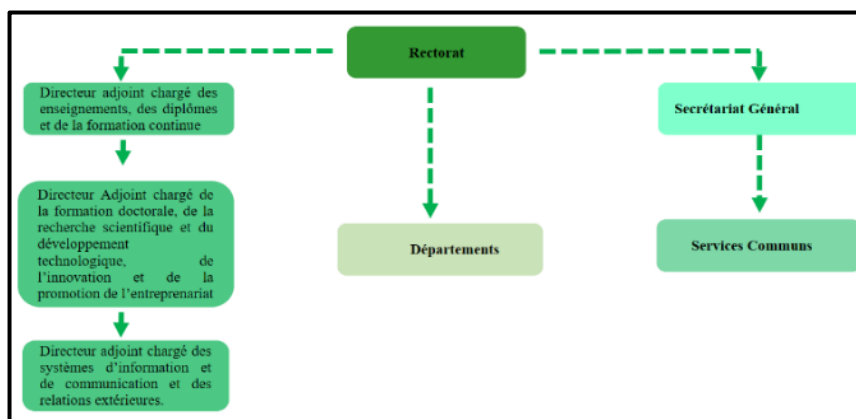 Rectorat
Directeur adjoint chargé des
enseignements, des diplômes
et de la formation continue
Secrétariat Général
Directeur Adjoint chargé de
la formation doctorale, de la
recherche scientifique et du
développement
technologique, de
l'innovation et de la
promotion de l'entreprenariat
Départements
Services Communs
Directeur adjoint chargé des
systèmes d'information et
de communication et des
relations extérieures.